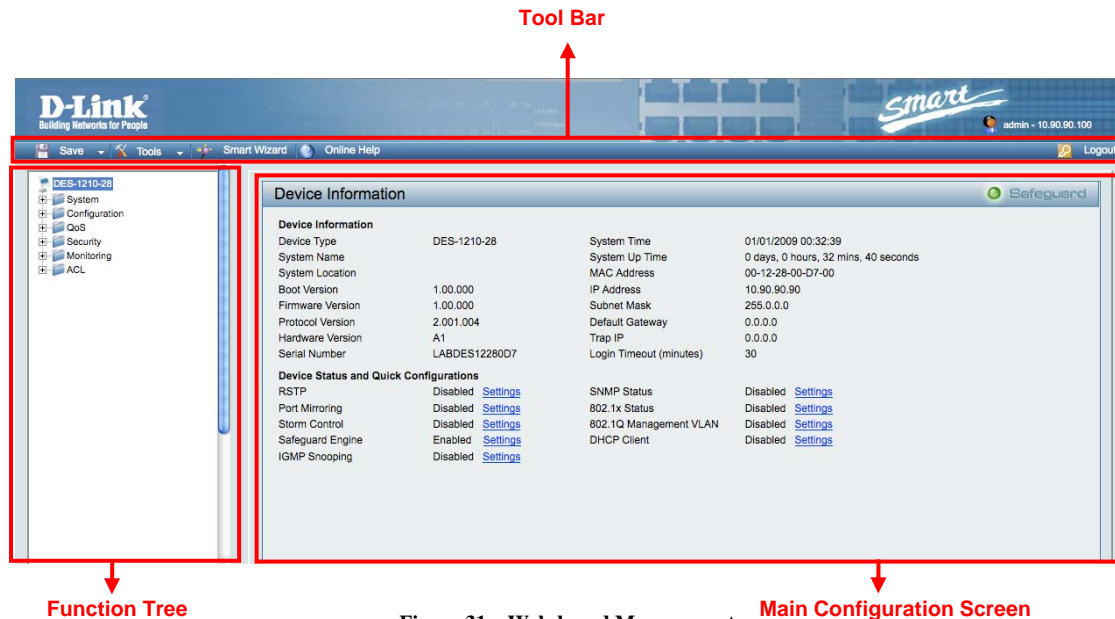 Tool Bar
D-Link®
Building Networks for People
smart
admin - 10.90.90.100
Save Tools Smart Wizard Online Help Logout
DES-1210-28
System
Configuration
QoS
Security
Monitoring
ACL
Device Information Safeguard
Device Information
Device Type DES-1210-28 System Time 01/01/2009 00:32:39
System Name System Up Time 0 days, 0 hours, 32 mins, 40 seconds
System Location MAC Address 00-12-28-00-D7-00
Boot Version 1.00.000 IP Address 10.90.90.90
Firmware Version 1.00.000 Subnet Mask 255.0.0.0
Protocol Version 2.001.004 Default Gateway 0.0.0.0
Hardware Version A1 Trap IP 0.0.0.0
Serial Number LABDES12280D7 Login Timeout (minutes) 30
Device Status and Quick Configurations
RSTP Disabled Settings SNMP Status Disabled Settings
Port Mirroring Disabled Settings 802.1x Status Disabled Settings
Storm Control Disabled Settings 802.1Q Management VLAN Disabled Settings
Safeguard Engine Enabled Settings DHCP Client Disabled Settings
IGMP Snooping Disabled Settings
Function Tree Main Configuration Screen